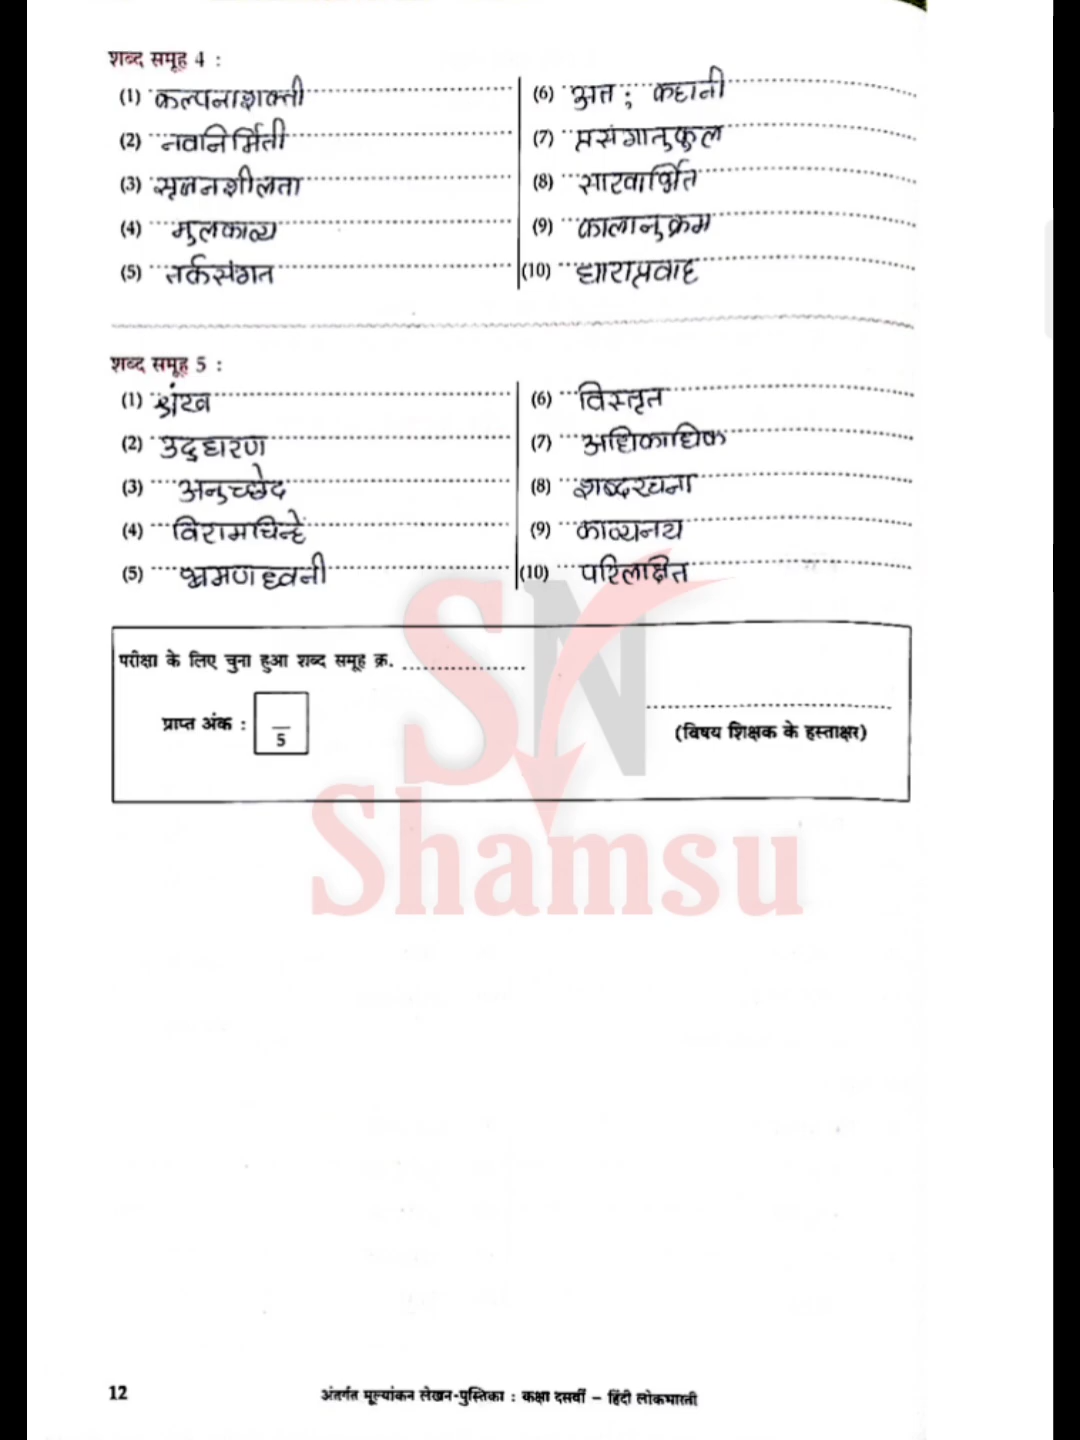 शब्द समूह 4 :
(1) कल्पनाशक्ती
(2) नवनिर्मिती
(3) सृजनशीलता
(4) मुलकाव्य
(5) तर्कसंगत
(6) अत ; कहानी
(7) प्रसंगानुकुल
(8) सारगर्भित
(9) कालानुक्रम
(10) धाराप्रवाह
शब्द समूह 5 :
(1)
(2) उद्धरण
(3) अनुच्छेद
(4) विरामचिन्हें
(5) श्रमणध्वनी
(6) विस्तृत
(7) अधिकाधिक
(8) शब्दरचना
(9) काव्यनय
(10) परिलक्षित
परीक्षा के लिए चुना हुआ शब्द समूह क्र. ..................
प्राप्त अंक :
5
(विषय शिक्षक के हस्ताक्षर)
SN
Shamsu
12
अंतर्गत मूल्यांकन लेखन-पुस्तिका : कक्षा दसवीं – हिंदी लोकभारती